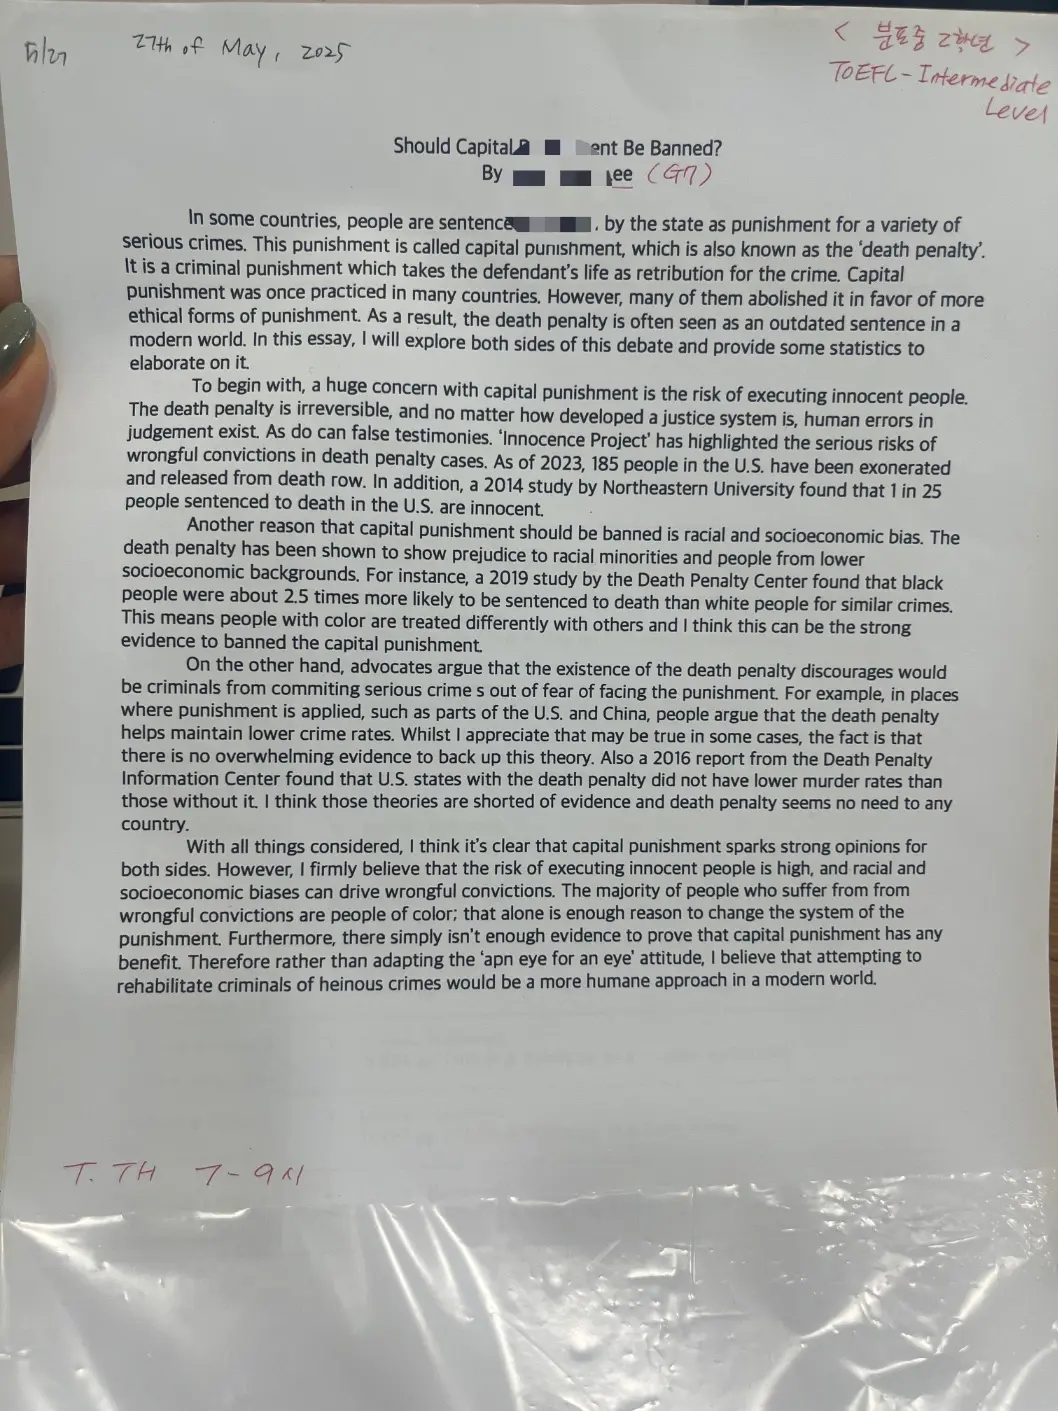 5/27
27th of May, 2025
< 분포중 2학년 >
TOEFL - Intermediate
Level
Should Capital ent Be Banned?
By Lee (G7)
In some countries, people are sentence , by the state as punishment for a variety of
serious crimes. This punishment is called capital punishment, which is also known as the ‘death penalty’.
It is a criminal punishment which takes the defendant’s life as retribution for the crime. Capital
punishment was once practiced in many countries. However, many of them abolished it in favor of more
ethical forms of punishment. As a result, the death penalty is often seen as an outdated sentence in a
modern world. In this essay, I will explore both sides of this debate and provide some statistics to
elaborate on it.
To begin with, a huge concern with capital punishment is the risk of executing innocent people.
The death penalty is irreversible, and no matter how developed a justice system is, human errors in
judgement exist. As do can false testimonies. ‘Innocence Project’ has highlighted the serious risks of
wrongful convictions in death penalty cases. As of 2023, 185 people in the U.S. have been exonerated
and released from death row. In addition, a 2014 study by Northeastern University found that 1 in 25
people sentenced to death in the U.S. are innocent.
Another reason that capital punishment should be banned is racial and socioeconomic bias. The
death penalty has been shown to show prejudice to racial minorities and people from lower
socioeconomic backgrounds. For instance, a 2019 study by the Death Penalty Center found that black
people were about 2.5 times more likely to be sentenced to death than white people for similar crimes.
This means people with color are treated differently with others and I think this can be the strong
evidence to banned the capital punishment.
On the other hand, advocates argue that the existence of the death penalty discourages would
be criminals from commiting serious crime s out of fear of facing the punishment. For example, in places
where punishment is applied, such as parts of the U.S. and China, people argue that the death penalty
helps maintain lower crime rates. Whilst I appreciate that may be true in some cases, the fact is that
there is no overwhelming evidence to back up this theory. Also a 2016 report from the Death Penalty
Information Center found that U.S. states with the death penalty did not have lower murder rates than
those without it. I think those theories are shorted of evidence and death penalty seems no need to any
country.
With all things considered, I think it’s clear that capital punishment sparks strong opinions for
both sides. However, I firmly believe that the risk of executing innocent people is high, and racial and
socioeconomic biases can drive wrongful convictions. The majority of people who suffer from from
wrongful convictions are people of color; that alone is enough reason to change the system of the
punishment. Furthermore, there simply isn’t enough evidence to prove that capital punishment has any
benefit. Therefore rather than adapting the ‘apn eye for an eye’ attitude, I believe that attempting to
rehabilitate criminals of heinous crimes would be a more humane approach in a modern world.
T. TH 7-9시